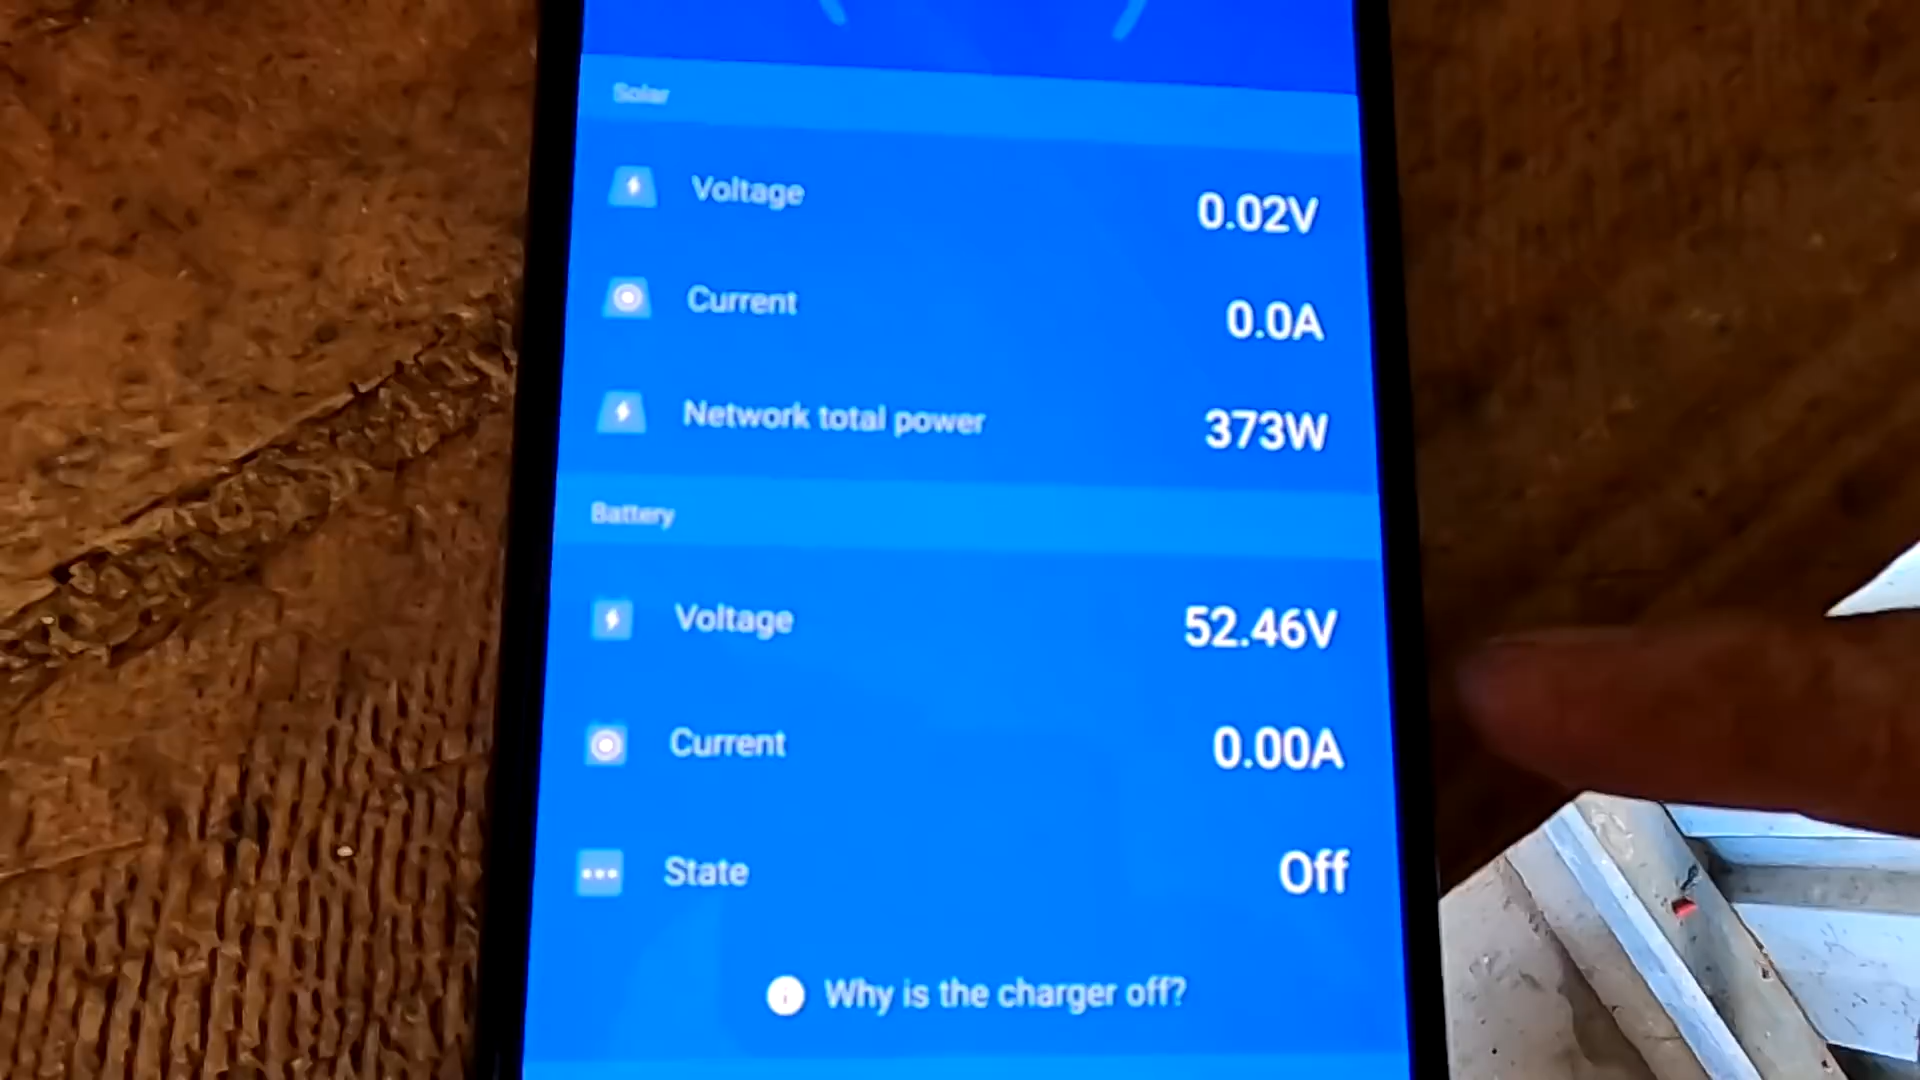 Solar
Voltage 0.02V
Current 0.0A
Network total power 373W
Battery
Voltage 52.46V
Current 0.00A
State Off
Why is the charger off?